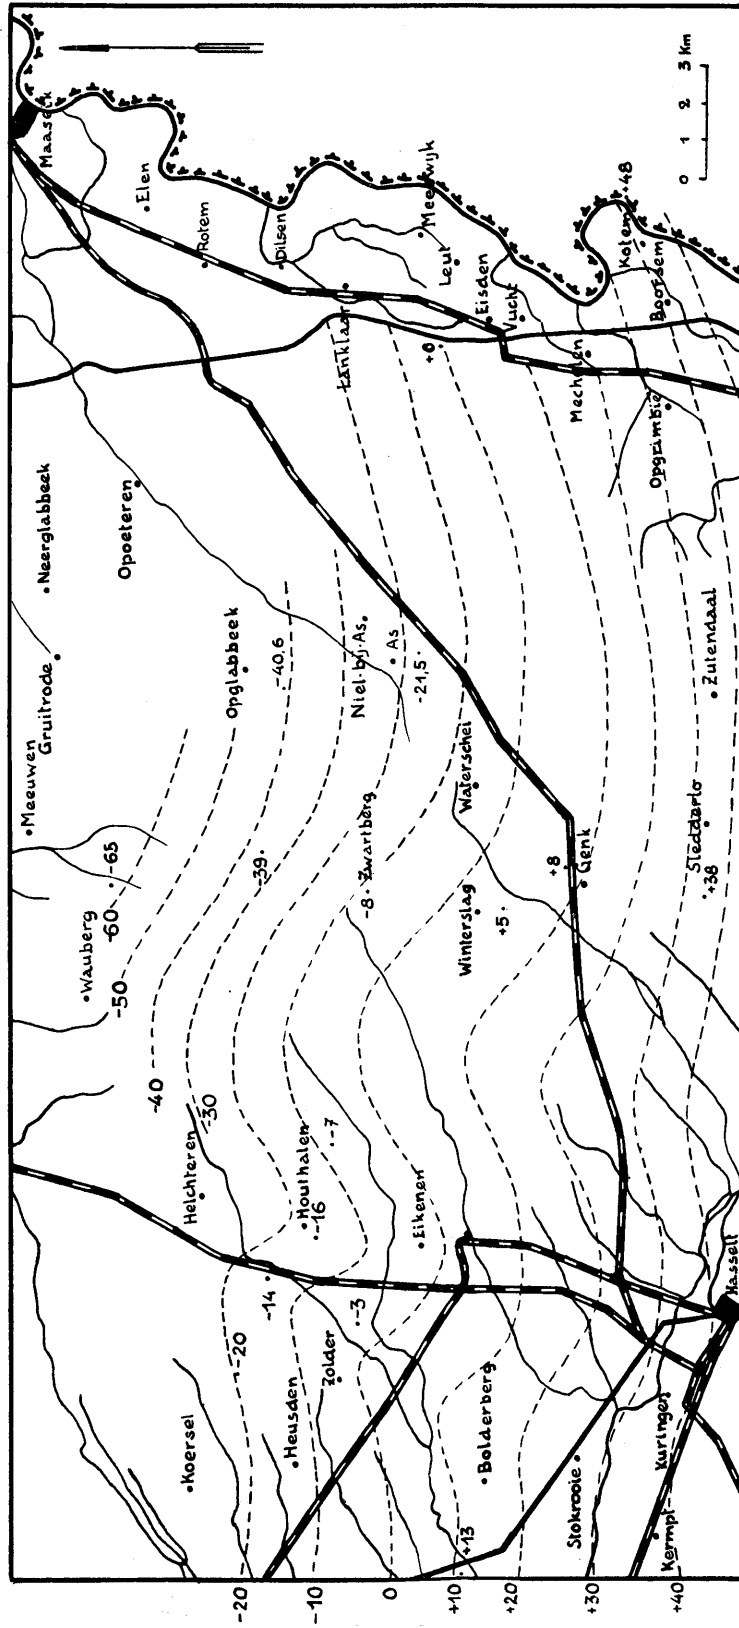 Maaseik
Elen
Rotem
Dilsen
Meeswijk
Leut
Lanklaar
Eisden
Vucht
+6
Mechelen
Kotem
+48
Boorsem
Opgrimbie
0 1 2 3 Km
Neerglabbeek
Opoeteren
Gruitrode
Meeuwen
Opglabbeek
-40,6
Niel-bij-As
As
-21,5
Zutendaal
Waterschei
Zwartberg
-8
-39
-65
-60
Wauberg
-50
Winterslag
+5
+8
Genk
Sledderlo
+38
-40
-30
Helchteren
Houthalen
-16
-7
Eikenen
-14
-3
-20
Zolder
Heusden
Koersel
Bolderberg
+13
Stokrooie
Kuringen
Kermpt
Hasselt
-20
-10
0
+10
+20
+30
+40